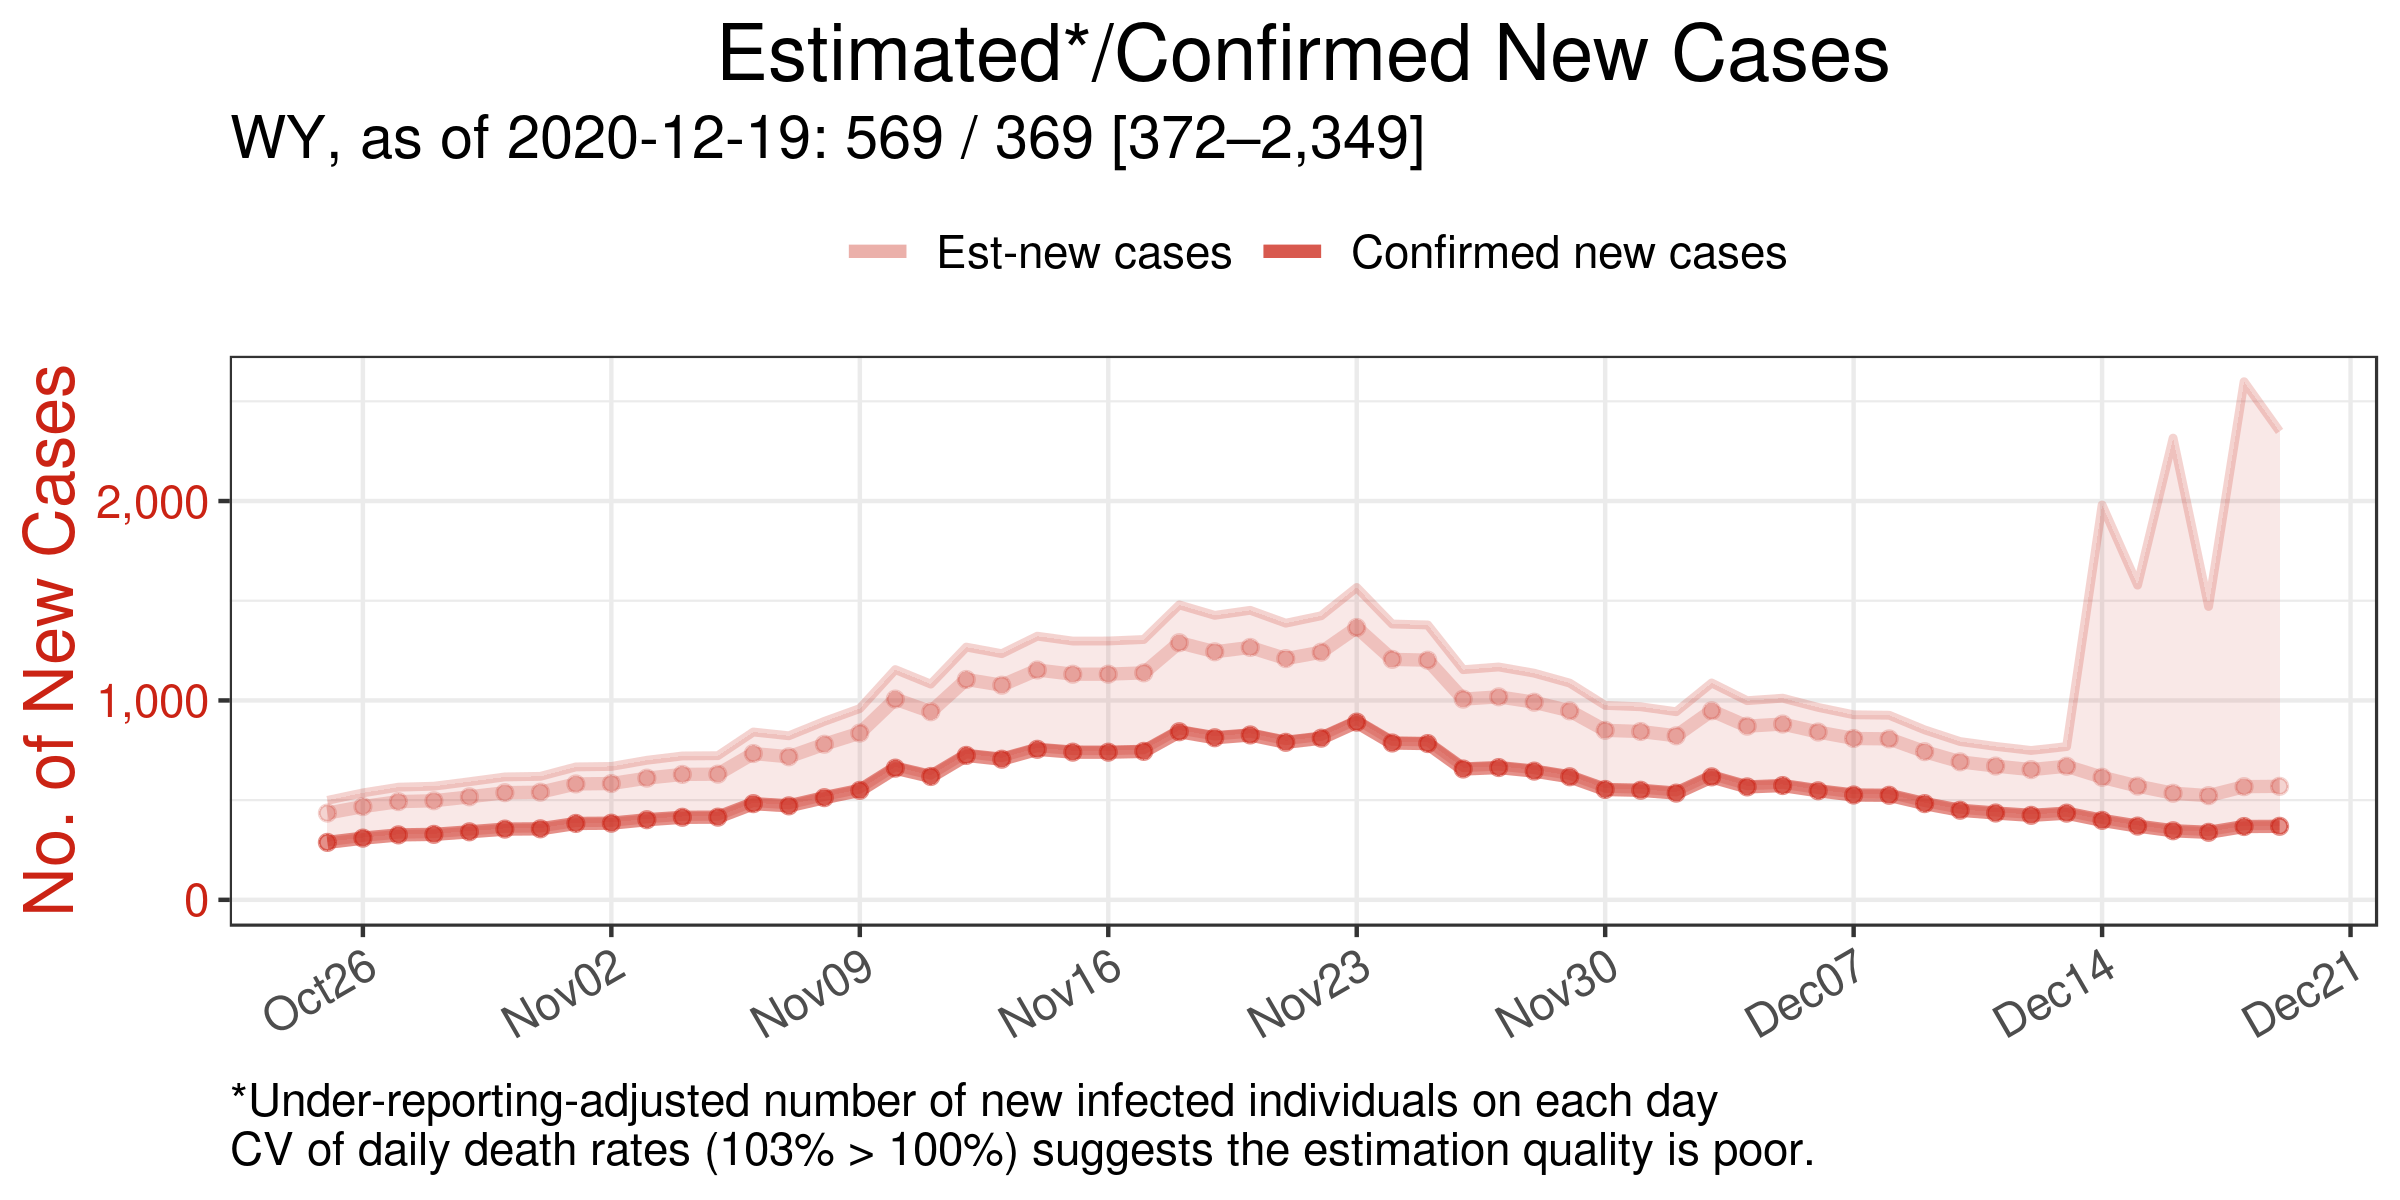 Estimated*/Confirmed New Cases
WY, as of 2020-12-19: 569 / 369 [372–2,349]
Est-new cases
Confirmed new cases
No. of New Cases
2,000
1,000
0
Oct26
Nov02
Nov09
Nov16
Nov23
Nov30
Dec07
Dec14
Dec21
*Under-reporting-adjusted number of new infected individuals on each day
CV of daily death rates (103% > 100%) suggests the estimation quality is poor.